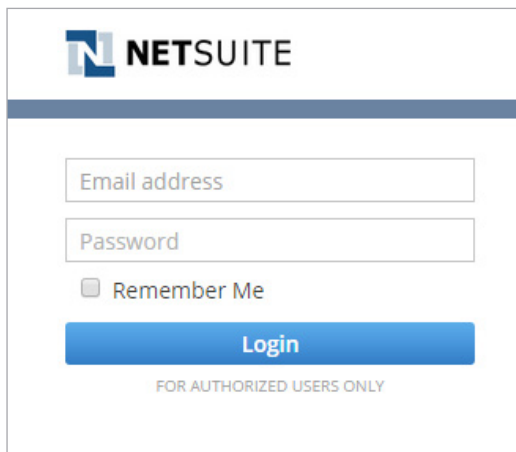 NETSUITE
Email address
Password
Remember Me
Login
FOR AUTHORIZED USERS ONLY